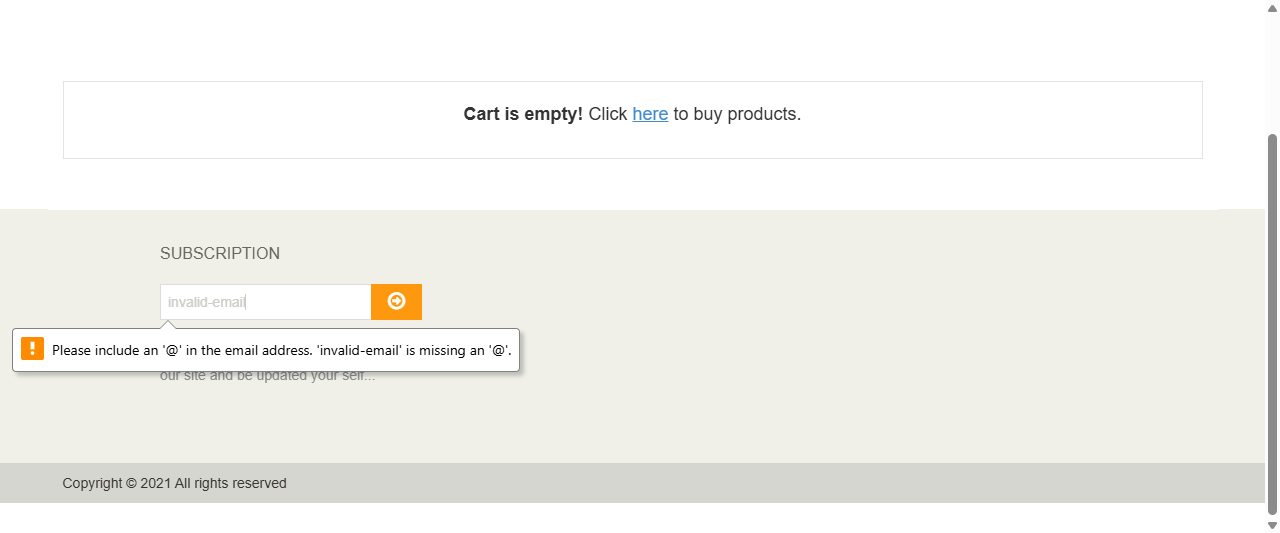 Cart is empty! Click here to buy products.
SUBSCRIPTION
invalid-email
Please include an '@' in the email address. 'invalid-email' is missing an '@'.
our site and be updated your self...
Copyright © 2021 All rights reserved